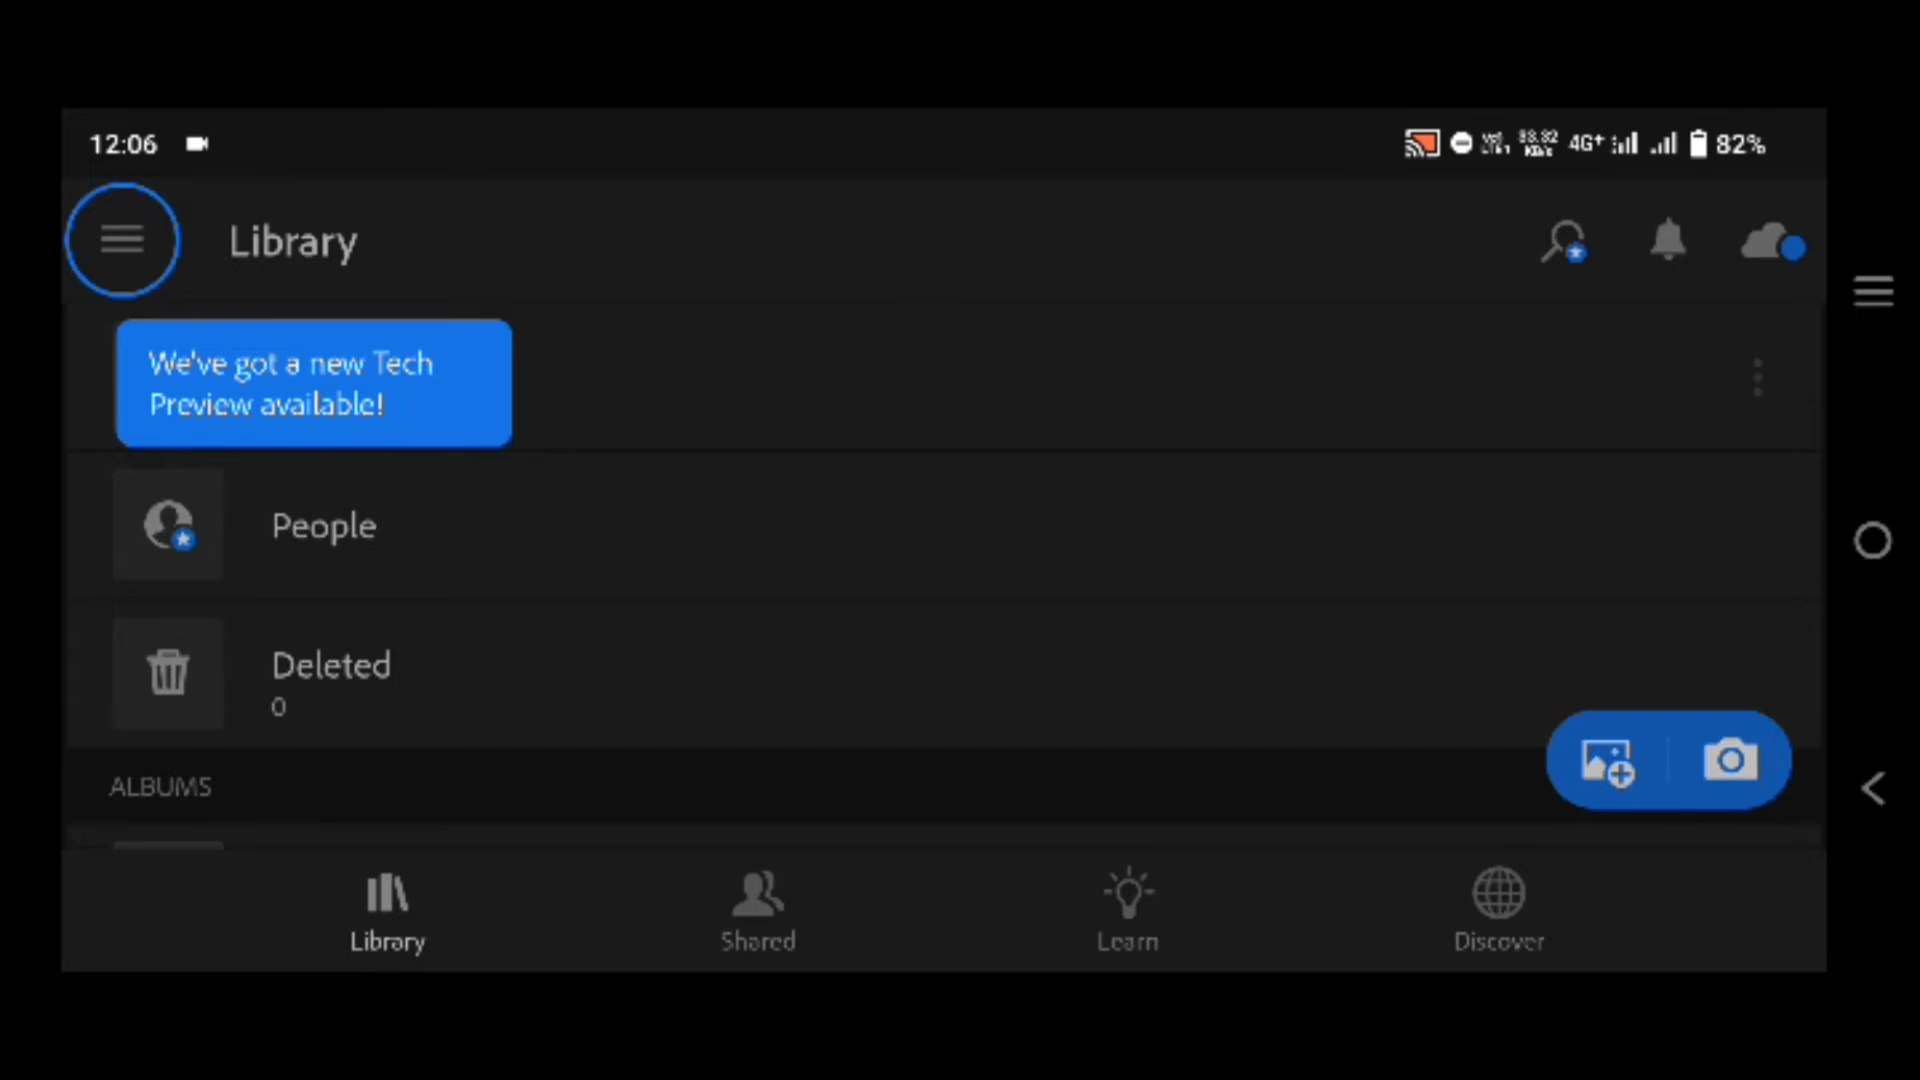 12:06
4G+ 82%
Library
We've got a new Tech
Preview available!
People
Deleted
0
ALBUMS
Library
Shared
Learn
Discover